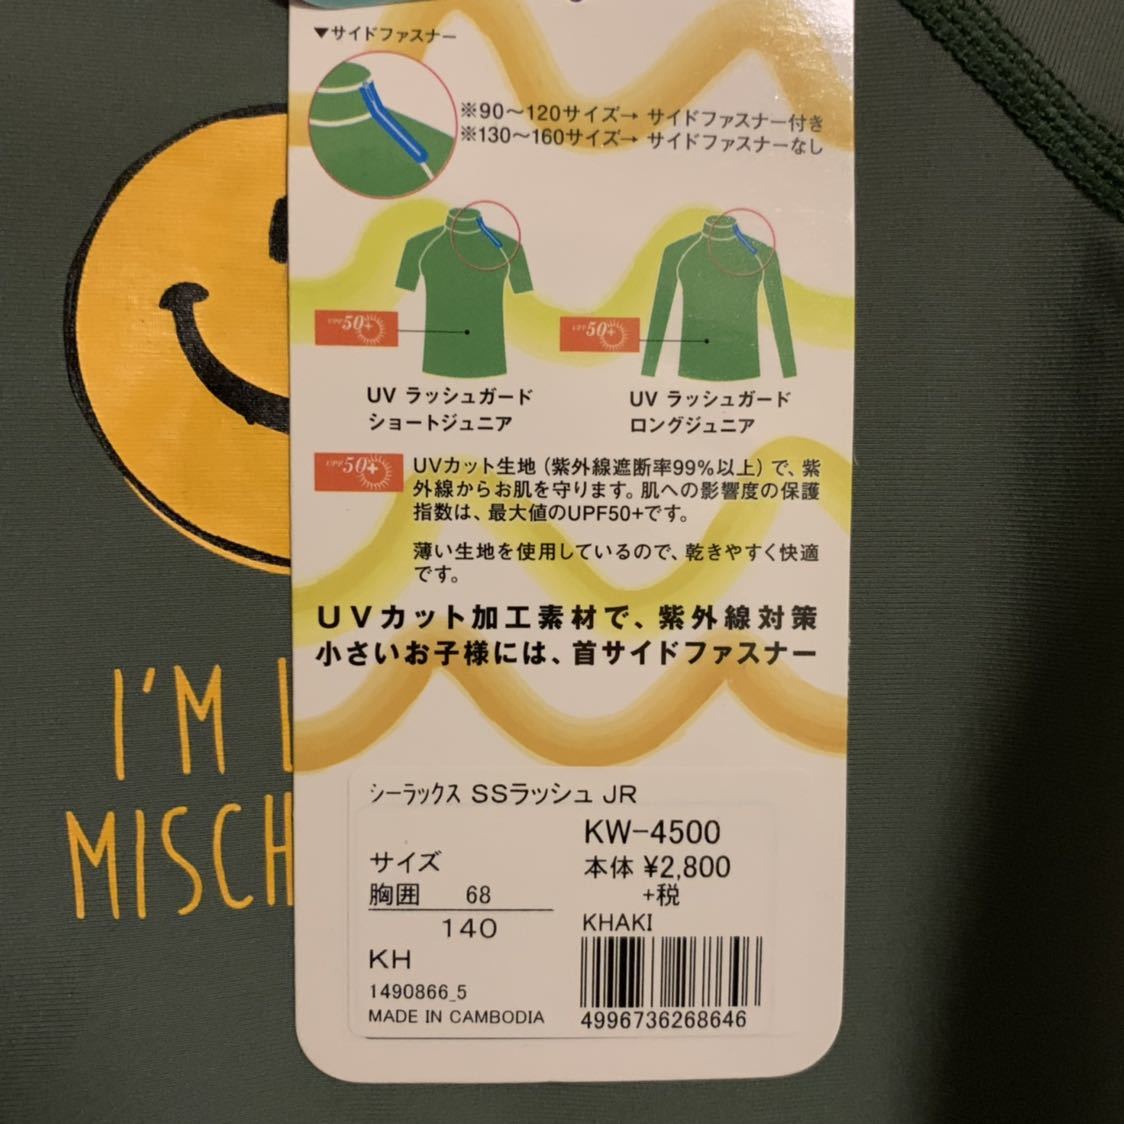 ▼サイドファスナー
※90～120サイズ→ サイドファスナー付き
※130～160サイズ→ サイドファスナーなし
UPF50+
UPF50+
UV ラッシュガード
ショートジュニア
UV ラッシュガード
ロングジュニア
UPF50+
UVカット生地（紫外線遮断率99%以上）で、紫
外線からお肌を守ります。肌への影響度の保護
指数は、最大値のUPF50+です。
薄い生地を使用しているので、乾きやすく快適
です。
UVカット加工素材で、紫外線対策
小さいお子様には、首サイドファスナー
I'M
MISCH
シーラックス SSラッシュ JR
KW-4500
サイズ
本体 ¥2,800
胸囲 68
+税
140
KHAKI
KH
1490866_5
MADE IN CAMBODIA
4996736268646